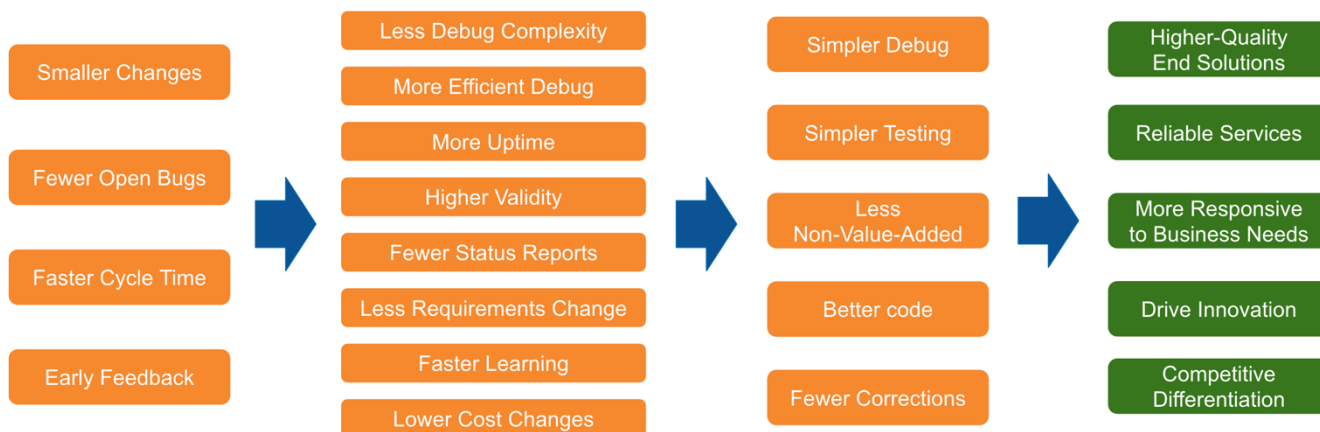 Smaller Changes
Fewer Open Bugs
Faster Cycle Time
Early Feedback
Less Debug Complexity
More Efficient Debug
More Uptime
Higher Validity
Fewer Status Reports
Less Requirements Change
Faster Learning
Lower Cost Changes
Simpler Debug
Simpler Testing
Less
Non-Value-Added
Better code
Fewer Corrections
Higher-Quality
End Solutions
Reliable Services
More Responsive
to Business Needs
Drive Innovation
Competitive
Differentiation